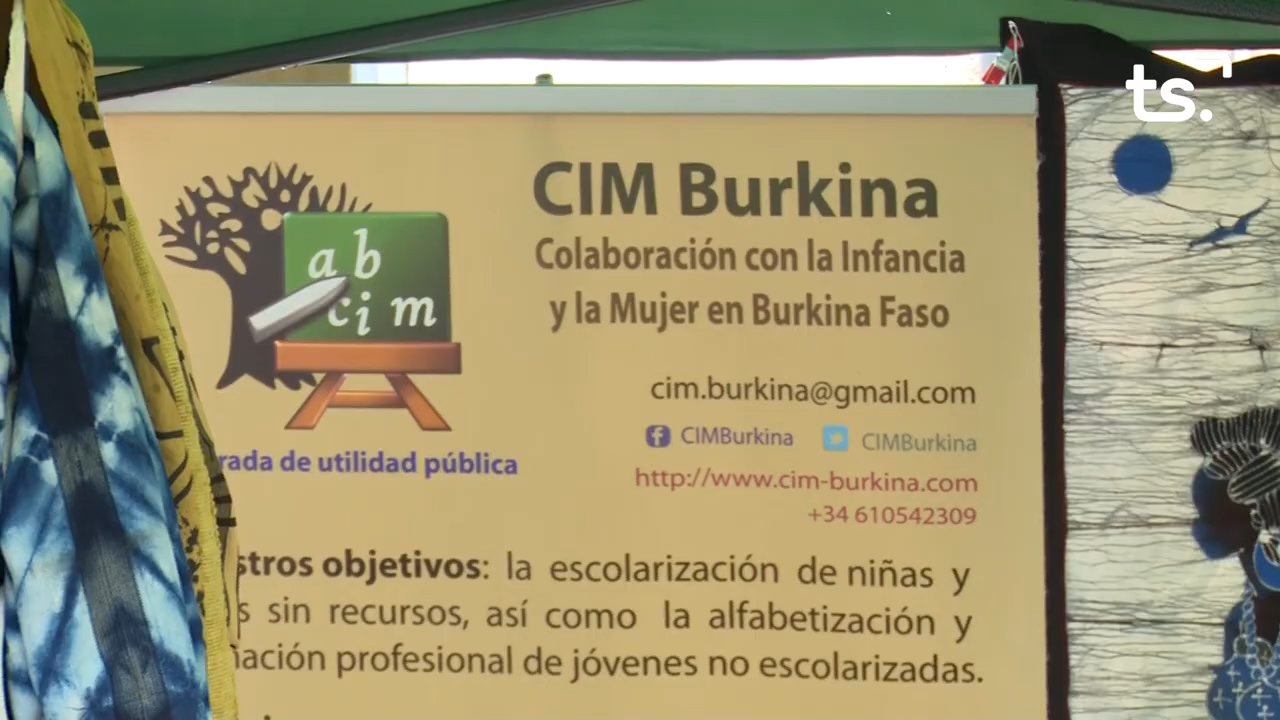 ts.
CIM Burkina
Colaboración con la Infancia
y la Mujer en Burkina Faso
a b
c i m
cim.burkina@gmail.com
CIMBurkina CIMBurkina
rada de utilidad pública
http://www.cim-burkina.com
+34 610542309
stros objetivos: la escolarización de niñas y
s sin recursos, así como la alfabetización y
mación profesional de jóvenes no escolarizadas.